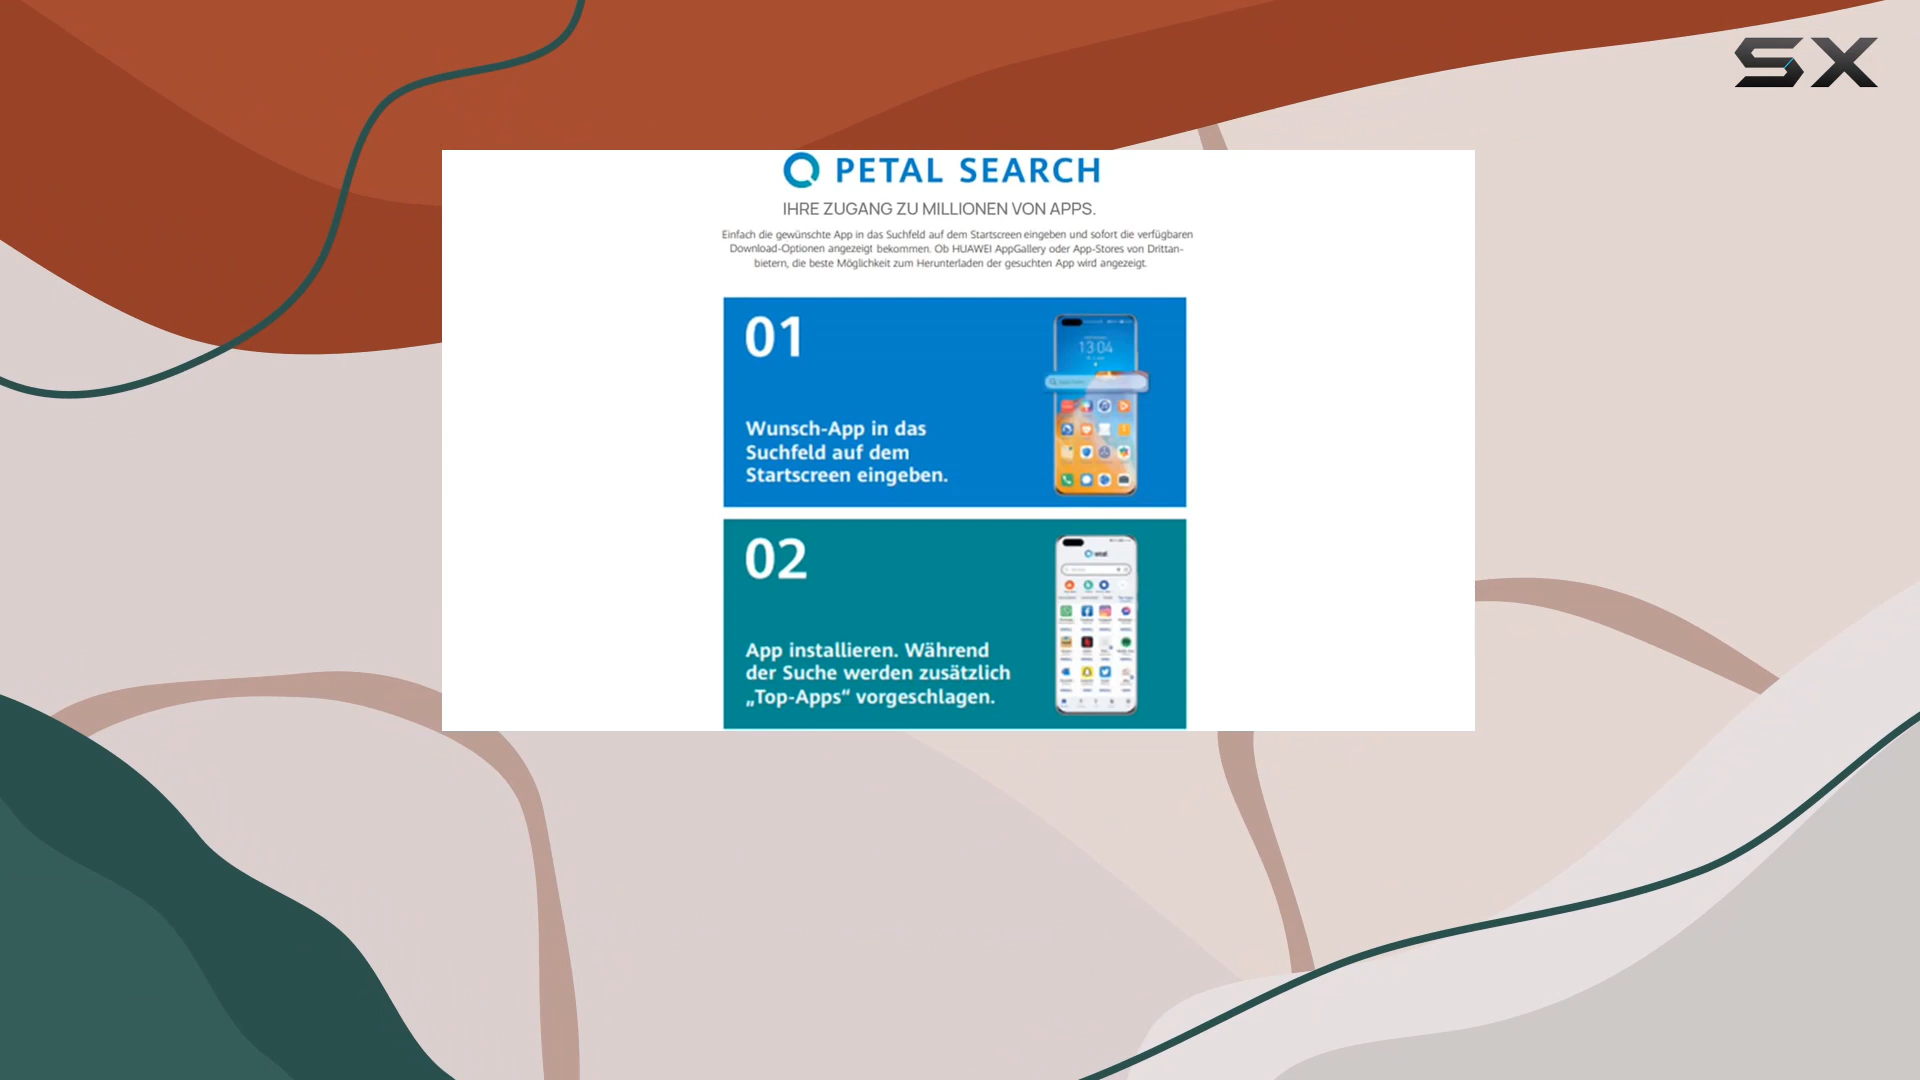 SX
PETAL SEARCH
IHRE ZUGANG ZU MILLIONEN VON APPS.
Einfach die gewünschte App in das Suchfeld auf dem Startscreen eingeben und sofort die verfügbaren
Download-Optionen angezeigt bekommen. Ob HUAWEI AppGallery oder App-Stores von Drittan-
bietern, die beste Möglichkeit zum Herunterladen der gesuchten App wird angezeigt.
01
13 04
Wunsch-App in das
Suchfeld auf dem
Startscreen eingeben.
02
App installieren. Während
der Suche werden zusätzlich
„Top-Apps“ vorgeschlagen.